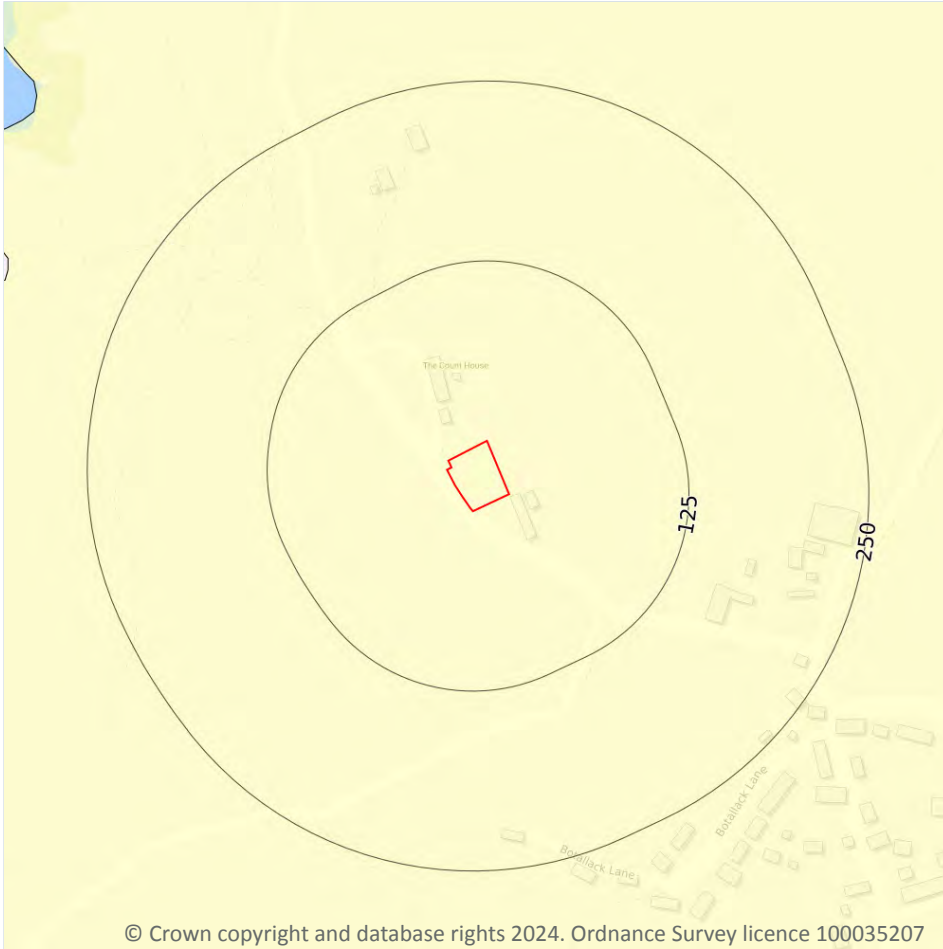 The Count House
125
250
Botallack Lane
Botallack Lane
© Crown copyright and database rights 2024. Ordnance Survey licence 100035207